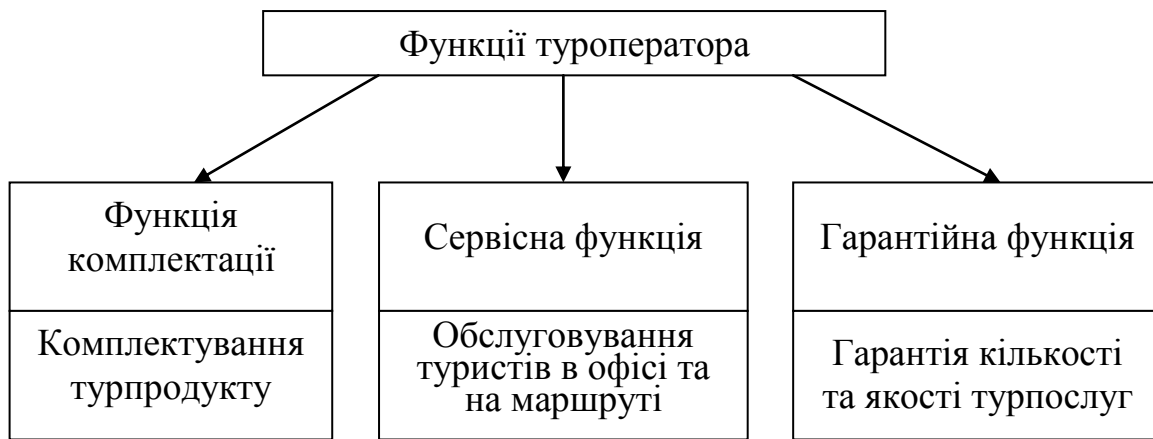 Функції туроператора
Функція
комплектації
Комплектування
турпродукту
Сервісна функція
Обслуговування
туристів в офісі та
на маршруті
Гарантійна функція
Гарантія кількості
та якості турпослуг